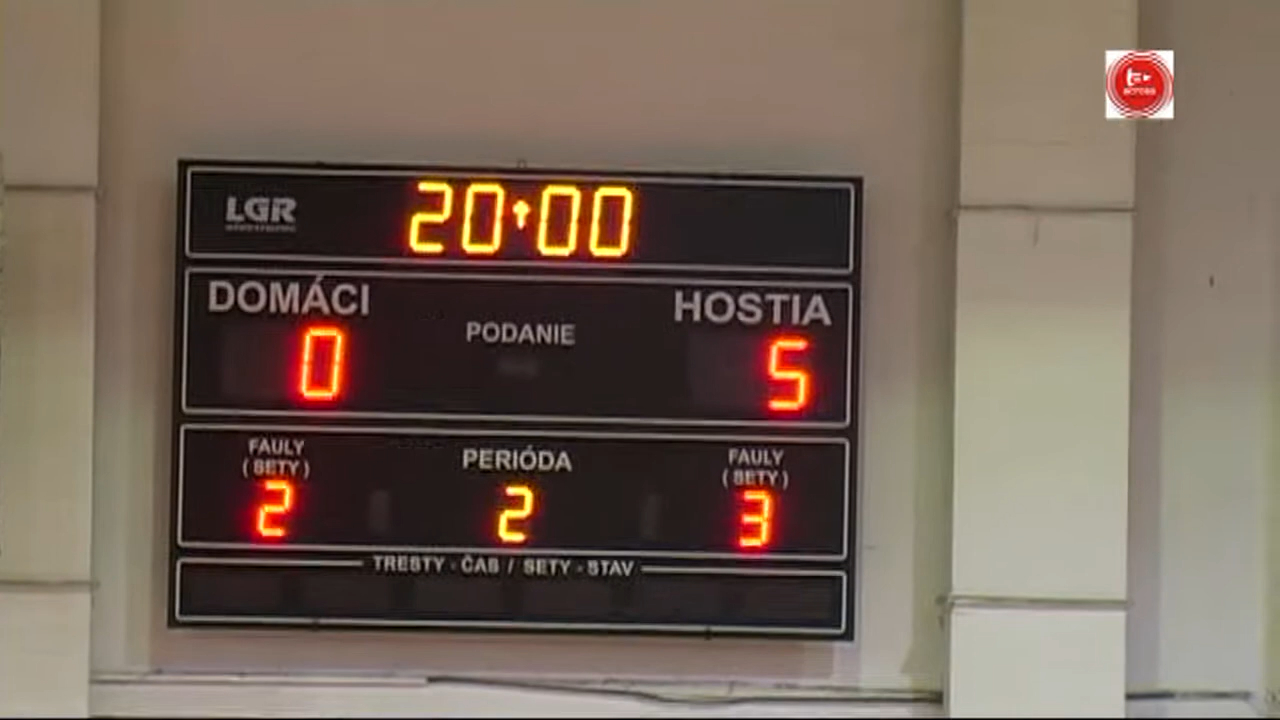 LGR
20:00
DOMÁCI
HOSTIA
PODANIE
0
5
FAULY
(SETY)
PERIÓDA
FAULY
(SETY)
2
2
3
TRESTY - ČAS / SETY - STAV